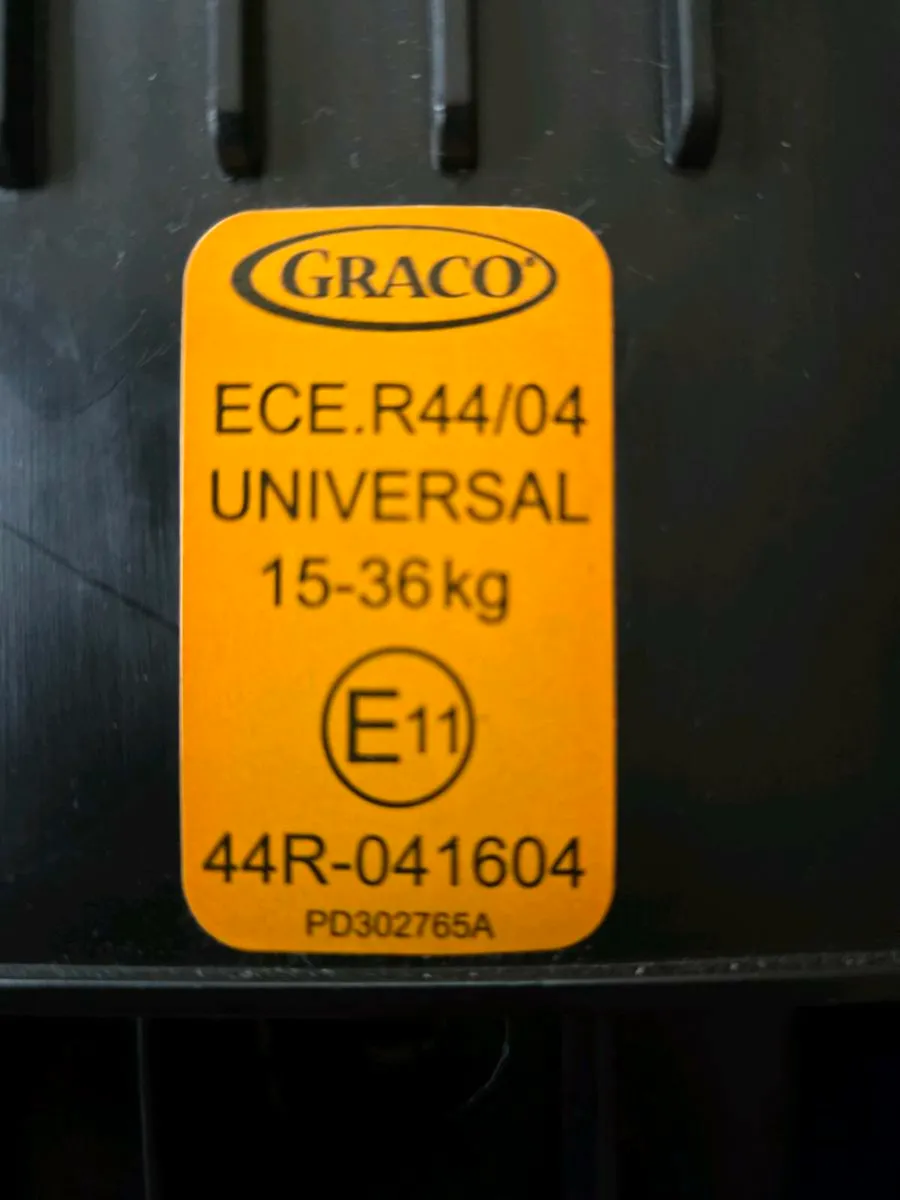 GRACO®
ECE.R44/04
UNIVERSAL
15-36kg
E11
44R-041604
PD302765A